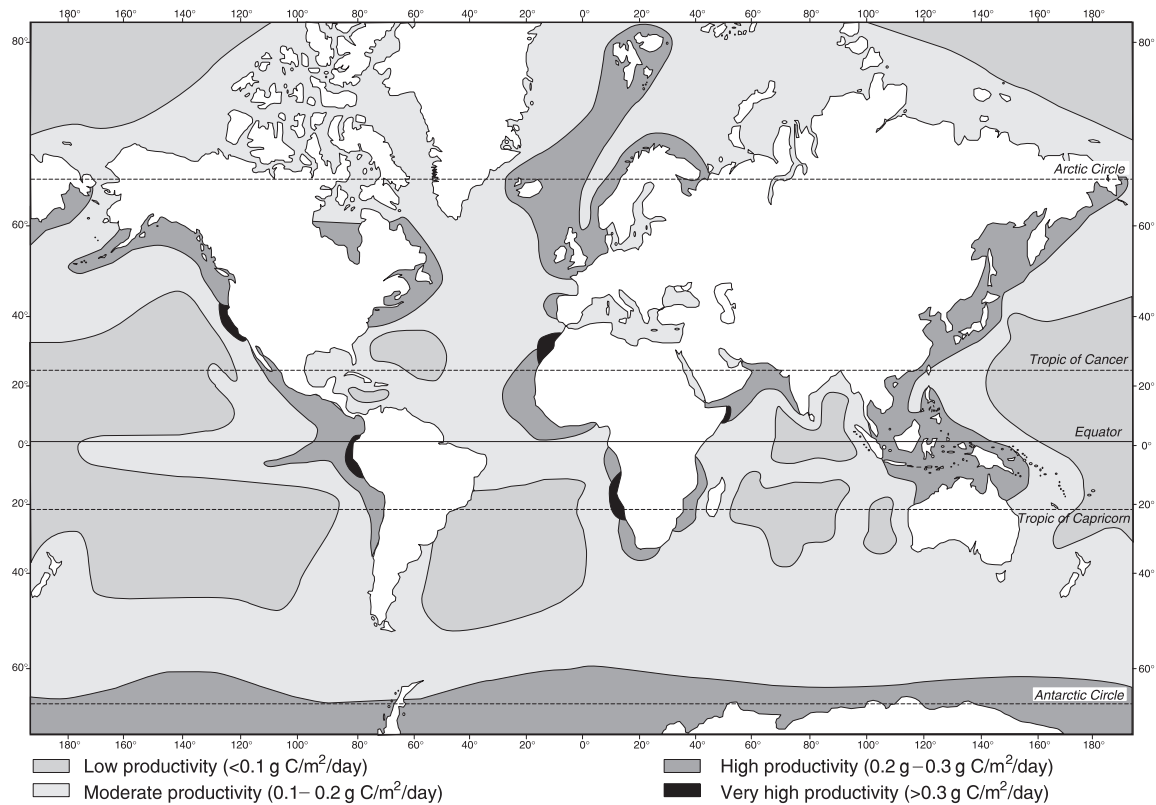 180° 160° 140° 120° 100° 80° 60° 40° 20° 0° 20° 40° 60° 80° 100° 120° 140° 160° 180°
80° 80°
Arctic Circle
60° 60°
40° 40°
Tropic of Cancer
20° 20°
Equator
0° 0°
20° 20°
Tropic of Capricorn
40° 40°
60° 60°
Antarctic Circle
180° 160° 140° 120° 100° 80° 60° 40° 20° 0° 20° 40° 60° 80° 100° 120° 140° 160° 180°
Low productivity (<0.1 g C/m²/day)
Moderate productivity (0.1– 0.2 g C/m²/day)
High productivity (0.2 g–0.3 g C/m²/day)
Very high productivity (>0.3 g C/m²/day)